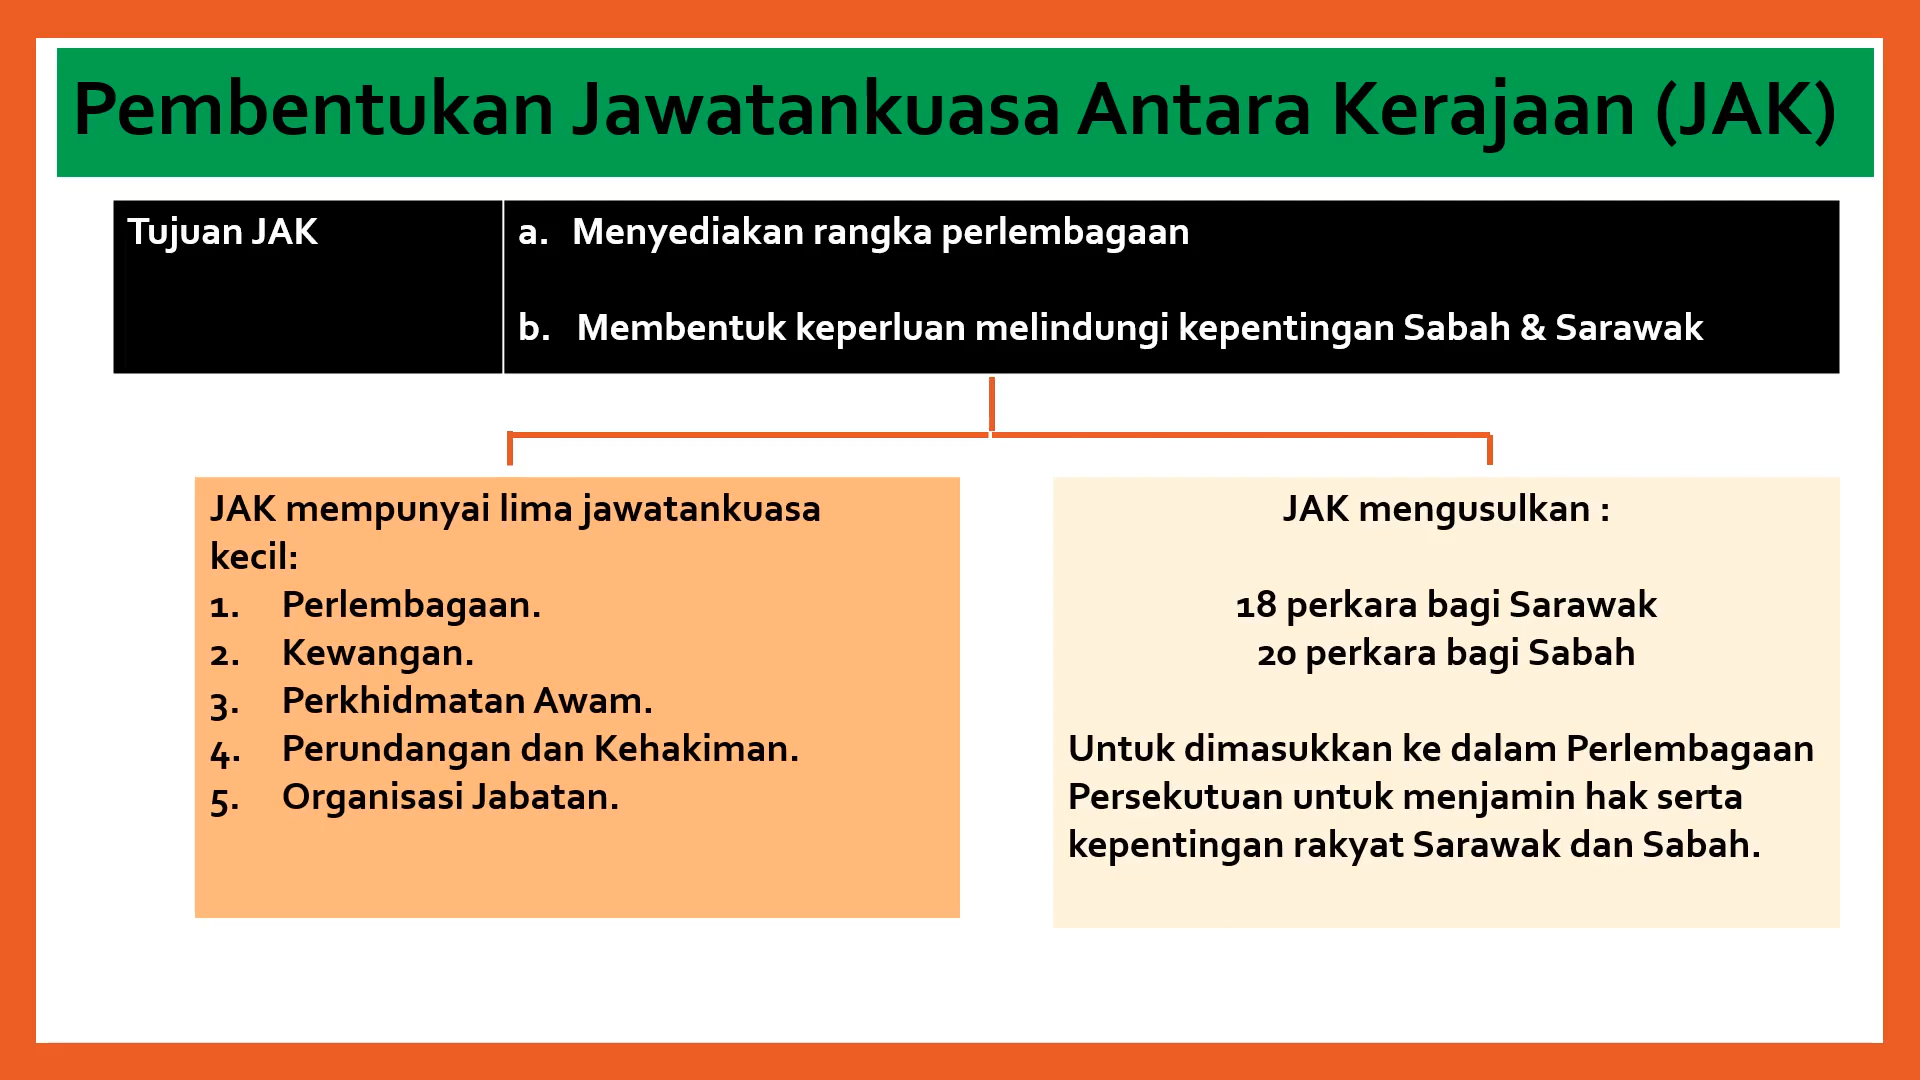 Pembentukan Jawatankuasa Antara Kerajaan (JAK)
Tujuan JAK
a. Menyediakan rangka perlembagaan
b. Membentuk keperluan melindungi kepentingan Sabah & Sarawak
JAK mempunyai lima jawatankuasa
kecil:
1. Perlembagaan.
2. Kewangan.
3. Perkhidmatan Awam.
4. Perundangan dan Kehakiman.
5. Organisasi Jabatan.
JAK mengusulkan :
18 perkara bagi Sarawak
20 perkara bagi Sabah
Untuk dimasukkan ke dalam Perlembagaan
Persekutuan untuk menjamin hak serta
kepentingan rakyat Sarawak dan Sabah.